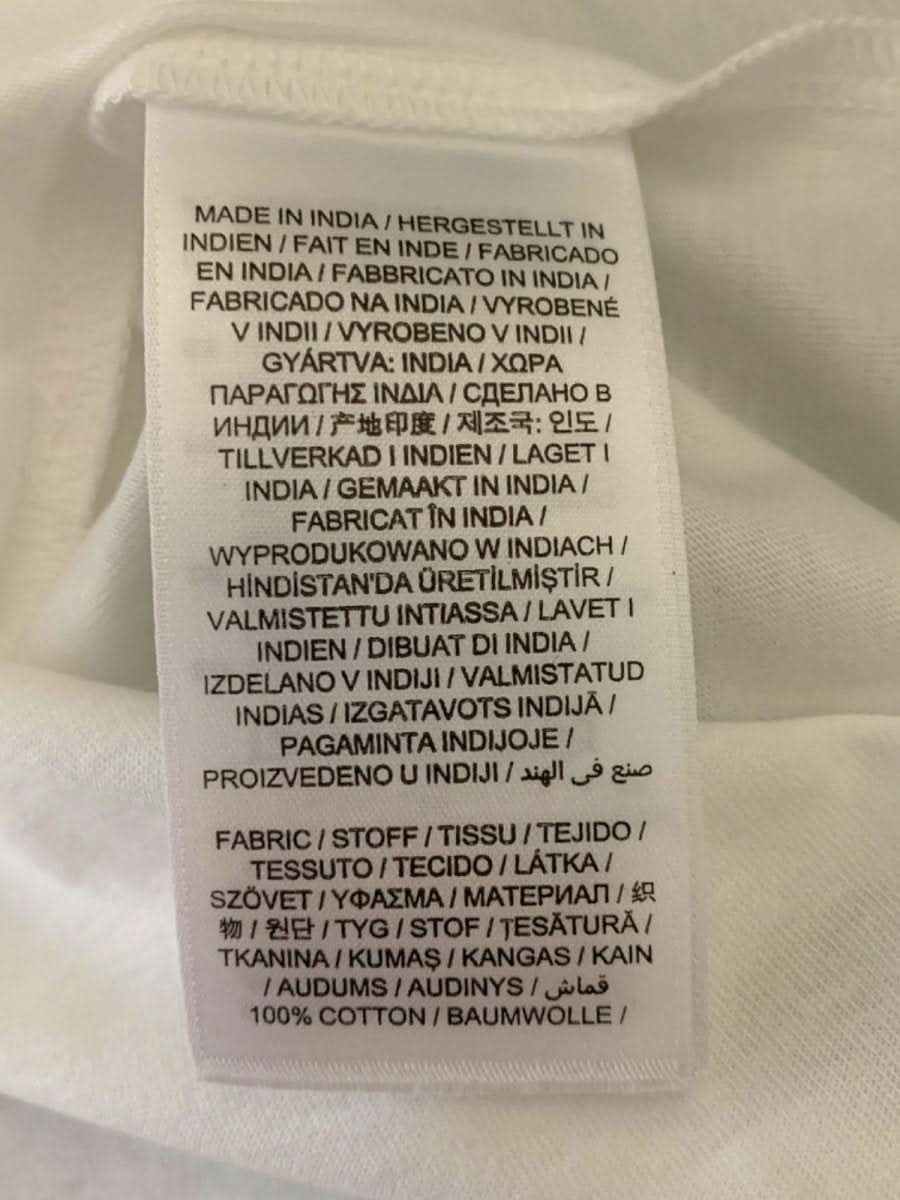 MADE IN INDIA / HERGESTELLT IN
INDIEN / FAIT EN INDE / FABRICADO
EN INDIA / FABBRICATO IN INDIA /
FABRICADO NA INDIA / VYROBENÉ
V INDII / VYROBENO V INDII /
GYÁRTVA: INDIA / ΧΩΡΑ
ΠΑΡΑΓΩΓΗΣ ΙΝΔΙΑ / СДЕЛАНО В
ИНДИИ / 产地印度 / 제조국: 인도 /
TILLVERKAD I INDIEN / LAGET I
INDIA / GEMAAKT IN INDIA /
FABRICAT ÎN INDIA /
WYPRODUKOWANO W INDIACH /
HİNDİSTAN'DA ÜRETİLMİŞTİR /
VALMISTETTU INTIASSA / LAVET I
INDIEN / DIBUAT DI INDIA /
IZDELANO V INDIJI / VALMISTATUD
INDIAS / IZGATAVOTS INDIJĀ /
PAGAMINTA INDIJOJE /
PROIZVEDENO U INDIJI / صنع في الهند
FABRIC / STOFF / TISSU / TEJIDO /
TESSUTO / TECIDO / LÁTKA /
SZÖVET / ΥΦΑΣΜΑ / МАТЕРИАЛ / 织
物 / 원단 / TYG / STOF / ȚESĂTURĂ /
TKANINA / KUMAŞ / KANGAS / KAIN
/ AUDUMS / AUDINYS / قماش
100% COTTON / BAUMWOLLE /